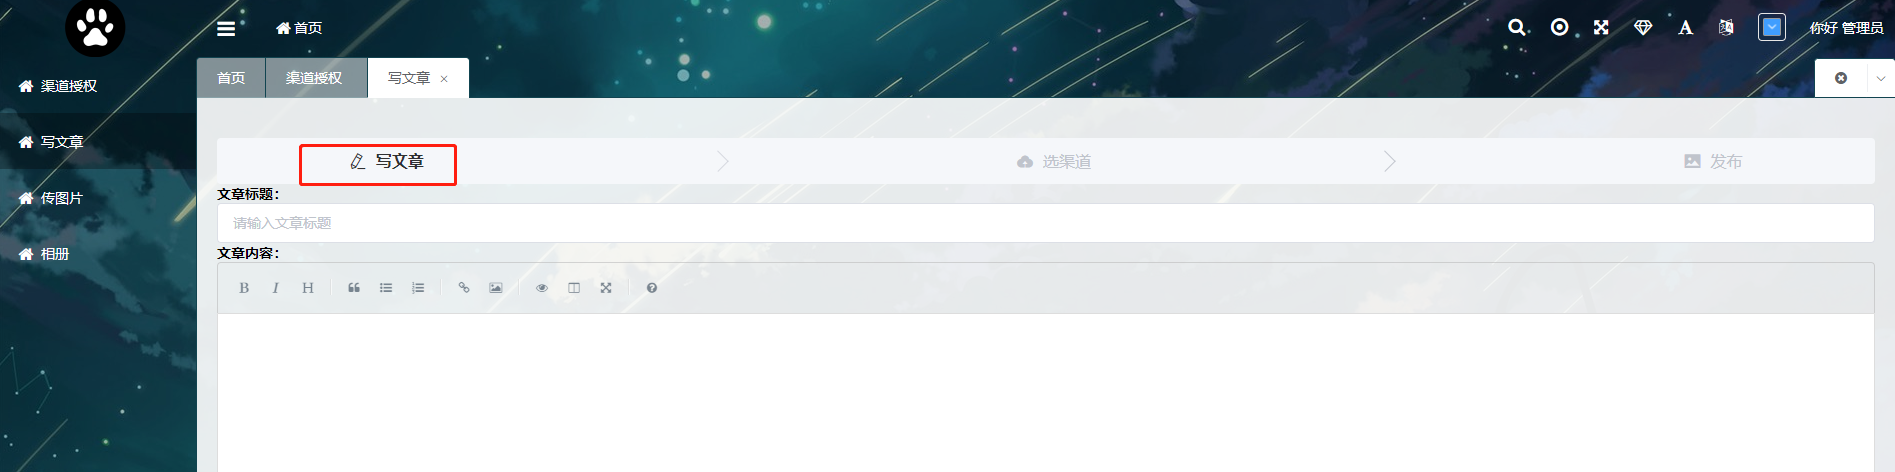 首页
你好 管理员
首页
渠道授权
写文章
渠道授权
写文章
传图片
相册
写文章
选渠道
发布
文章标题：
请输入文章标题
文章内容：
B I H